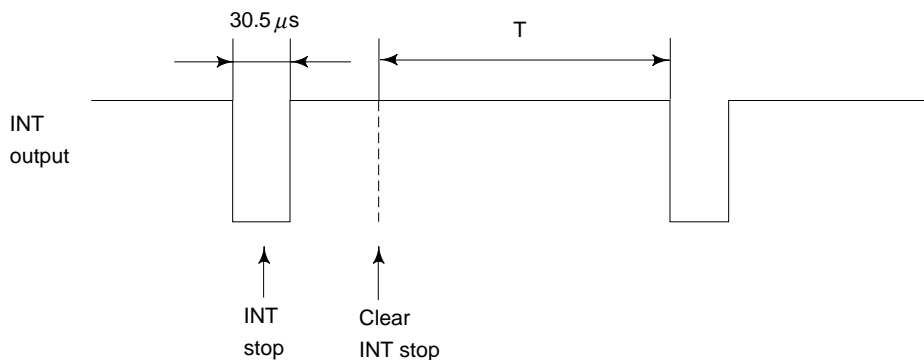 30.5 μs
T
INT
output
INT
stop
Clear
INT stop